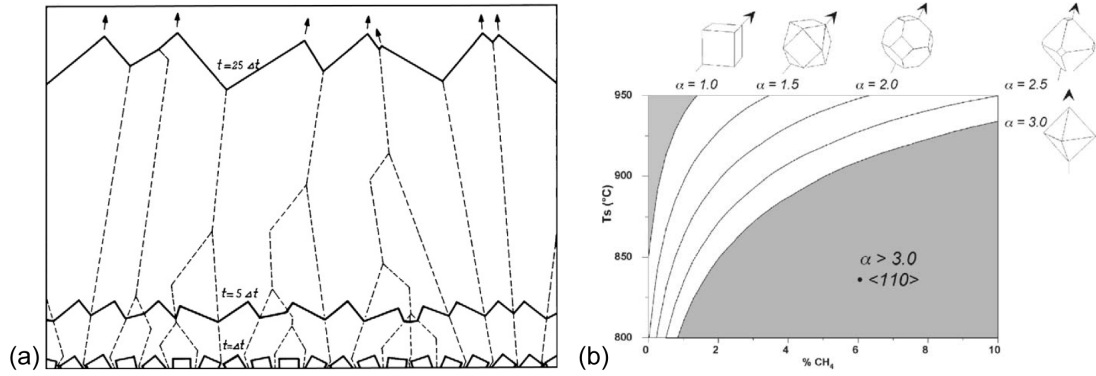 t=25 Δt
t=5 Δt
t=Δt
(a)
(b)
α = 1.0
α = 1.5
α = 2.0
α = 2.5
α = 3.0
950
900
850
800
Ts (°C)
α > 3.0
• <110>
0
2
4
6
8
10
% CH₄